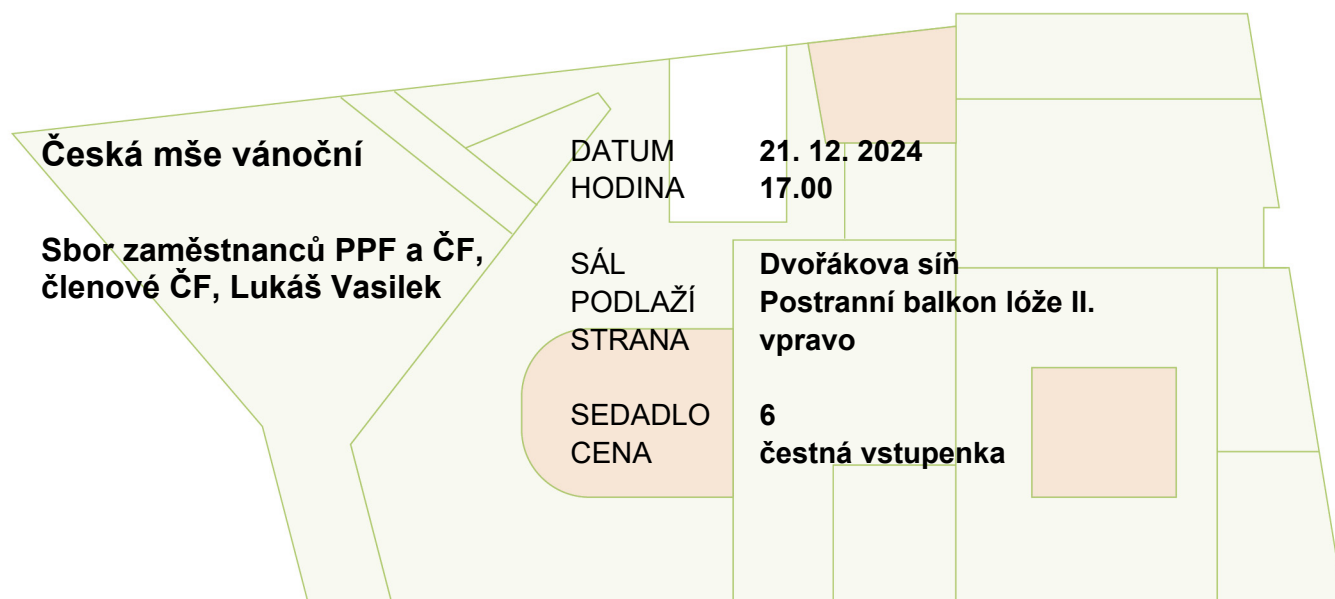 Česká mše vánoční
Sbor zaměstnanců PPF a ČF,
členové ČF, Lukáš Vasilek
DATUM 21. 12. 2024
HODINA 17.00
SÁL Dvořákova síň
PODLAŽÍ Postranní balkon lóže II.
STRANA vpravo
SEDADLO 6
CENA čestná vstupenka